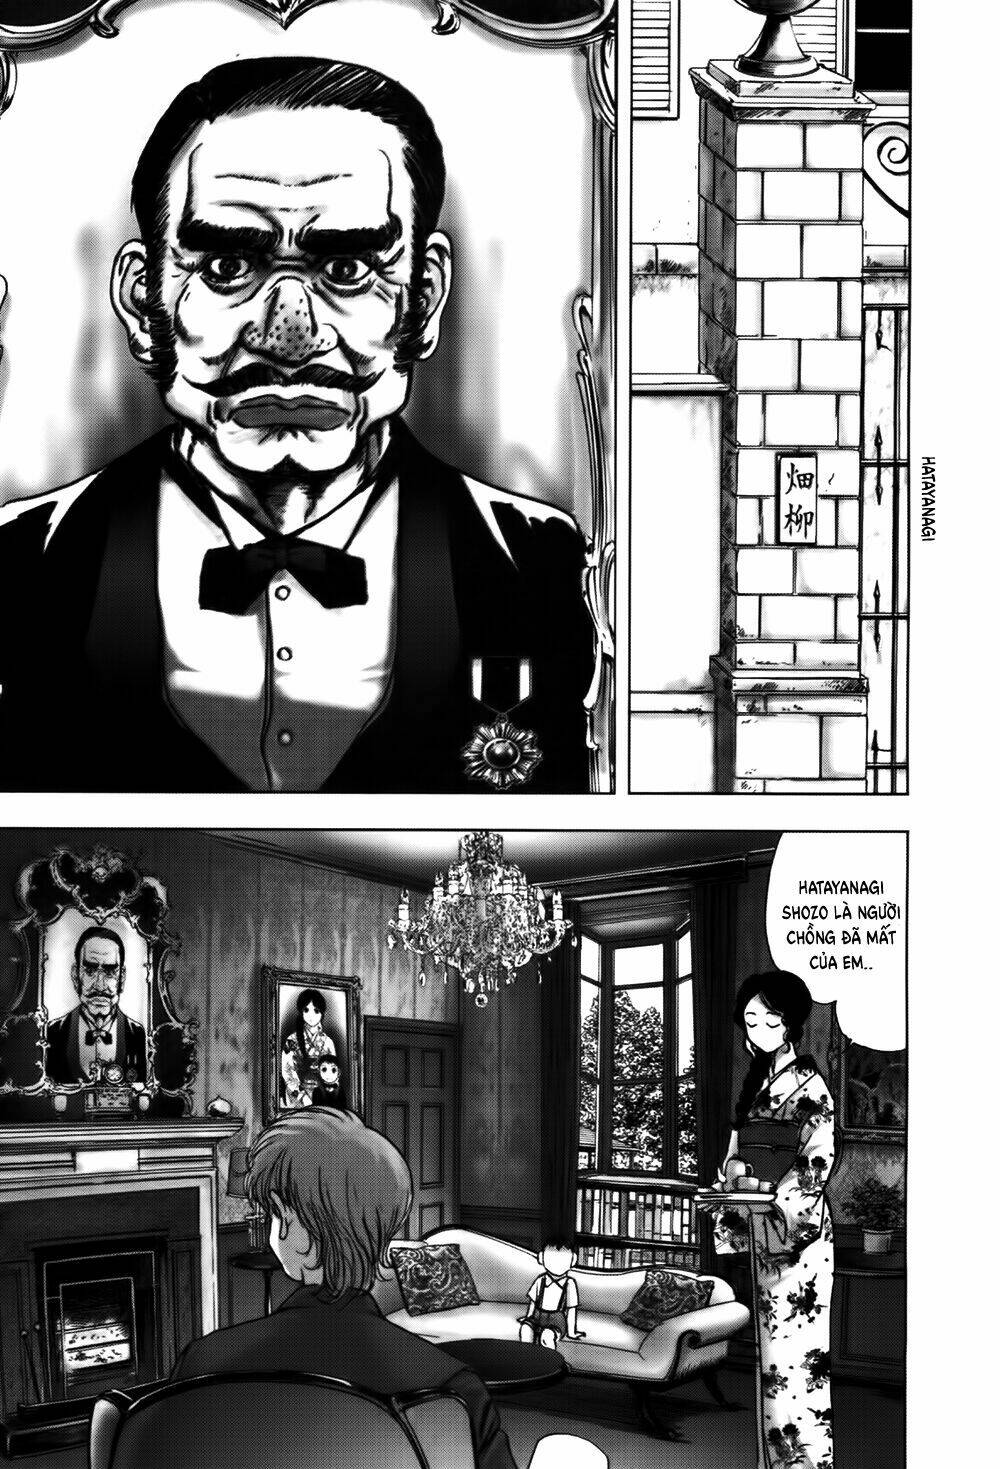 畑柳
HATAYANAGI
HATAYANAGI
SHOZO LÀ NGƯỜI
CHỒNG ĐÃ MẤT
CỦA EM..